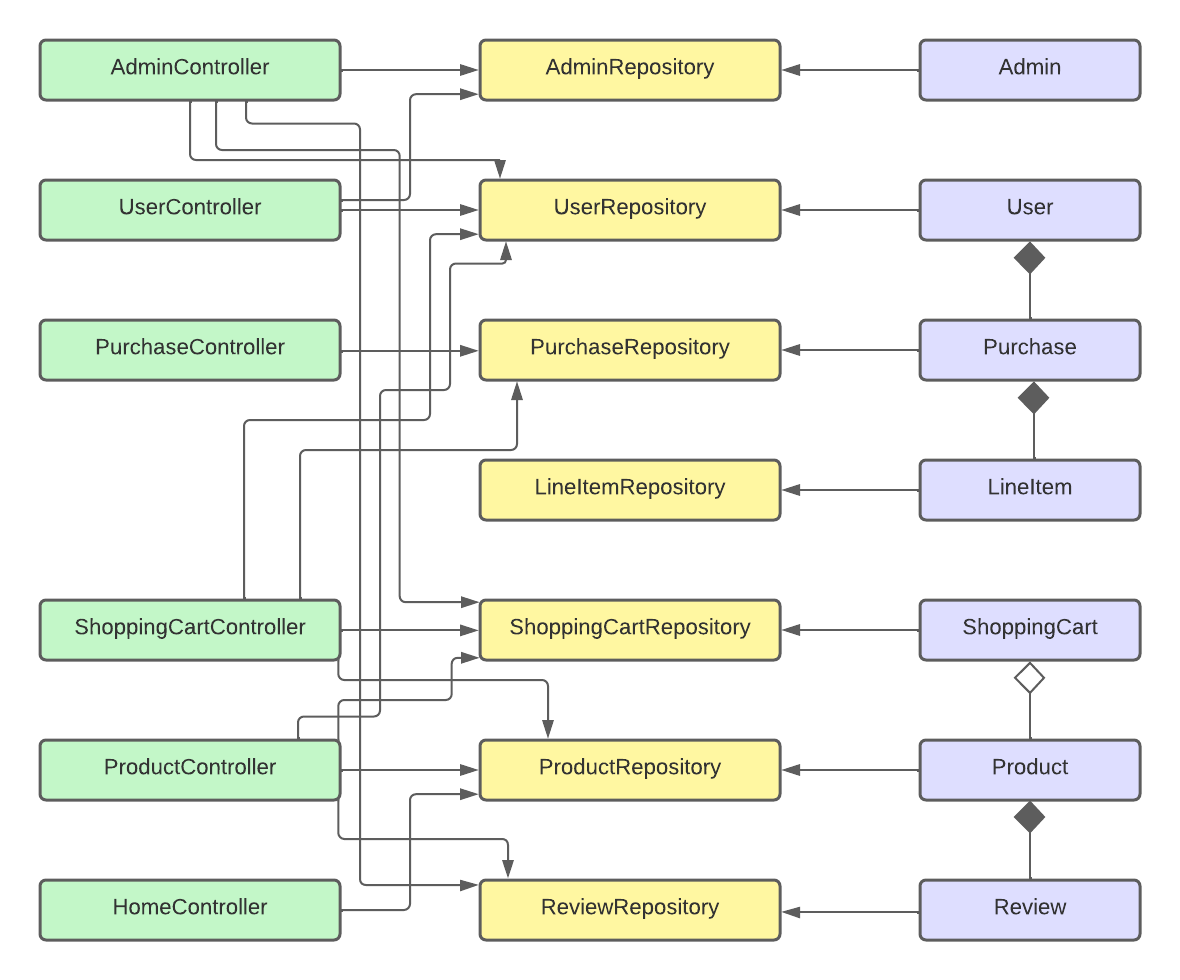 AdminController
AdminRepository
Admin
UserController
UserRepository
User
PurchaseController
PurchaseRepository
Purchase
LineItemRepository
LineItem
ShoppingCartController
ShoppingCartRepository
ShoppingCart
ProductController
ProductRepository
Product
HomeController
ReviewRepository
Review